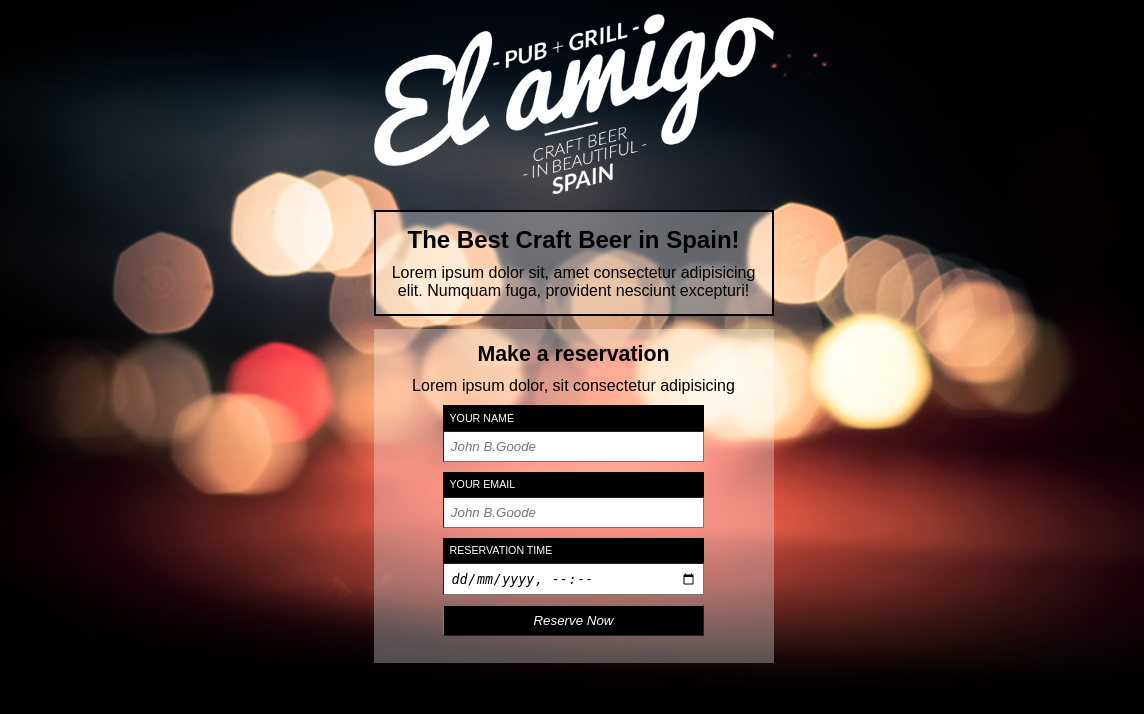 - PUB + GRILL -
El amigo
CRAFT BEER
- IN BEAUTIFUL -
SPAIN
The Best Craft Beer in Spain!
Lorem ipsum dolor sit, amet consectetur adipisicing
elit. Numquam fuga, provident nesciunt excepturi!
Make a reservation
Lorem ipsum dolor, sit consectetur adipisicing
YOUR NAME
John B.Goode
YOUR EMAIL
John B.Goode
RESERVATION TIME
dd/mm/yyyy, --:--
Reserve Now